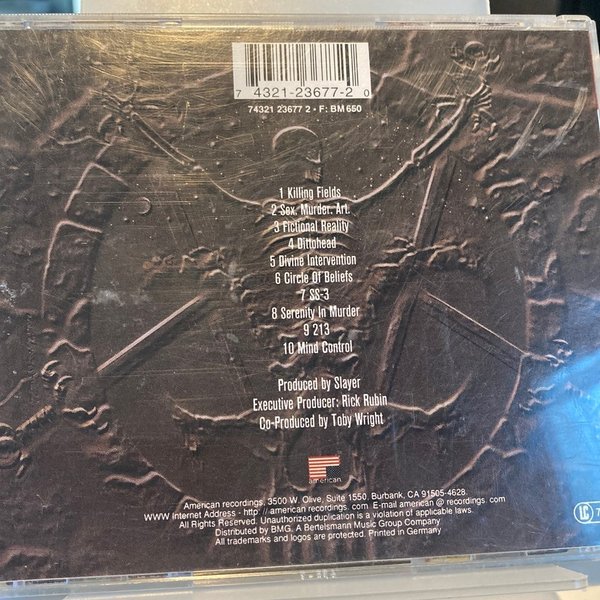 7 4321-23677-2 0
74321 23677 2 • F: BM 650
1 Killing Fields
2 Sex. Murder. Art.
3 Fictional Reality
4 Dittohead
5 Divine Intervention
6 Circle Of Beliefs
7 SS-3
8 Serenity In Murder
9 213
10 Mind Control
Produced by Slayer
Executive Producer: Rick Rubin
Co-Produced by Toby Wright
american
American recordings. 3500 W. Olive, Suite 1550, Burbank, CA 91505-4628.
WWW Internet Address - http: // american recordings. com E-mail american @ recordings. com
All Rights Reserved. Unauthorized duplication is a violation of applicable laws.
Distributed by BMG. A Bertelsmann Music Group Company
All trademarks and logos are protected. Printed in Germany
LC 7